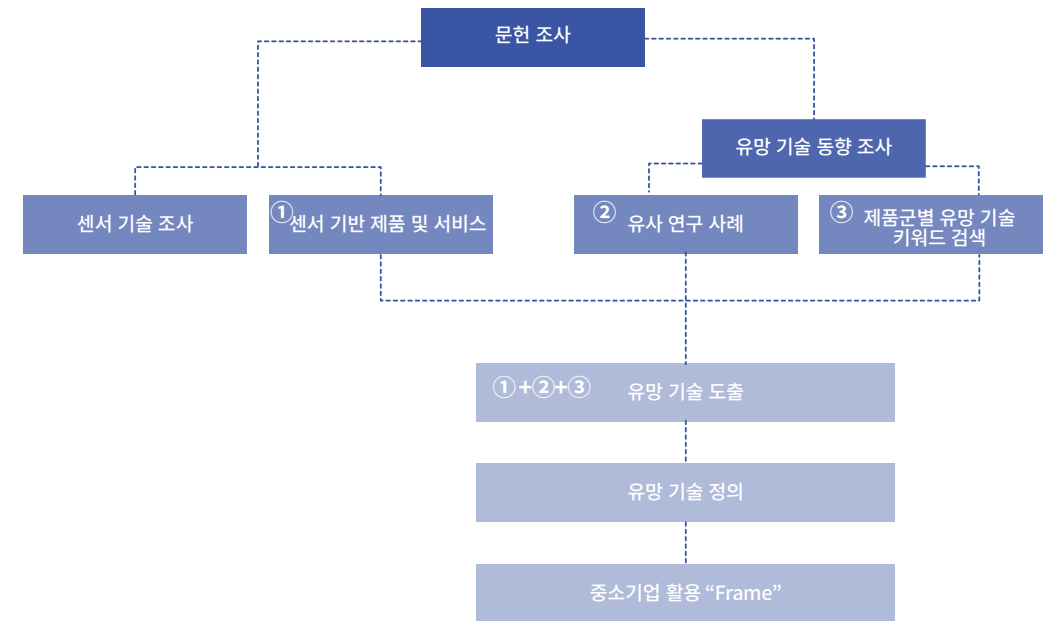 문헌 조사
유망 기술 동향 조사
센서 기술 조사
① 센서 기반 제품 및 서비스
② 유사 연구 사례
③ 제품군별 유망 기술
키워드 검색
①+②+③ 유망 기술 도출
유망 기술 정의
중소기업 활용 “Frame”